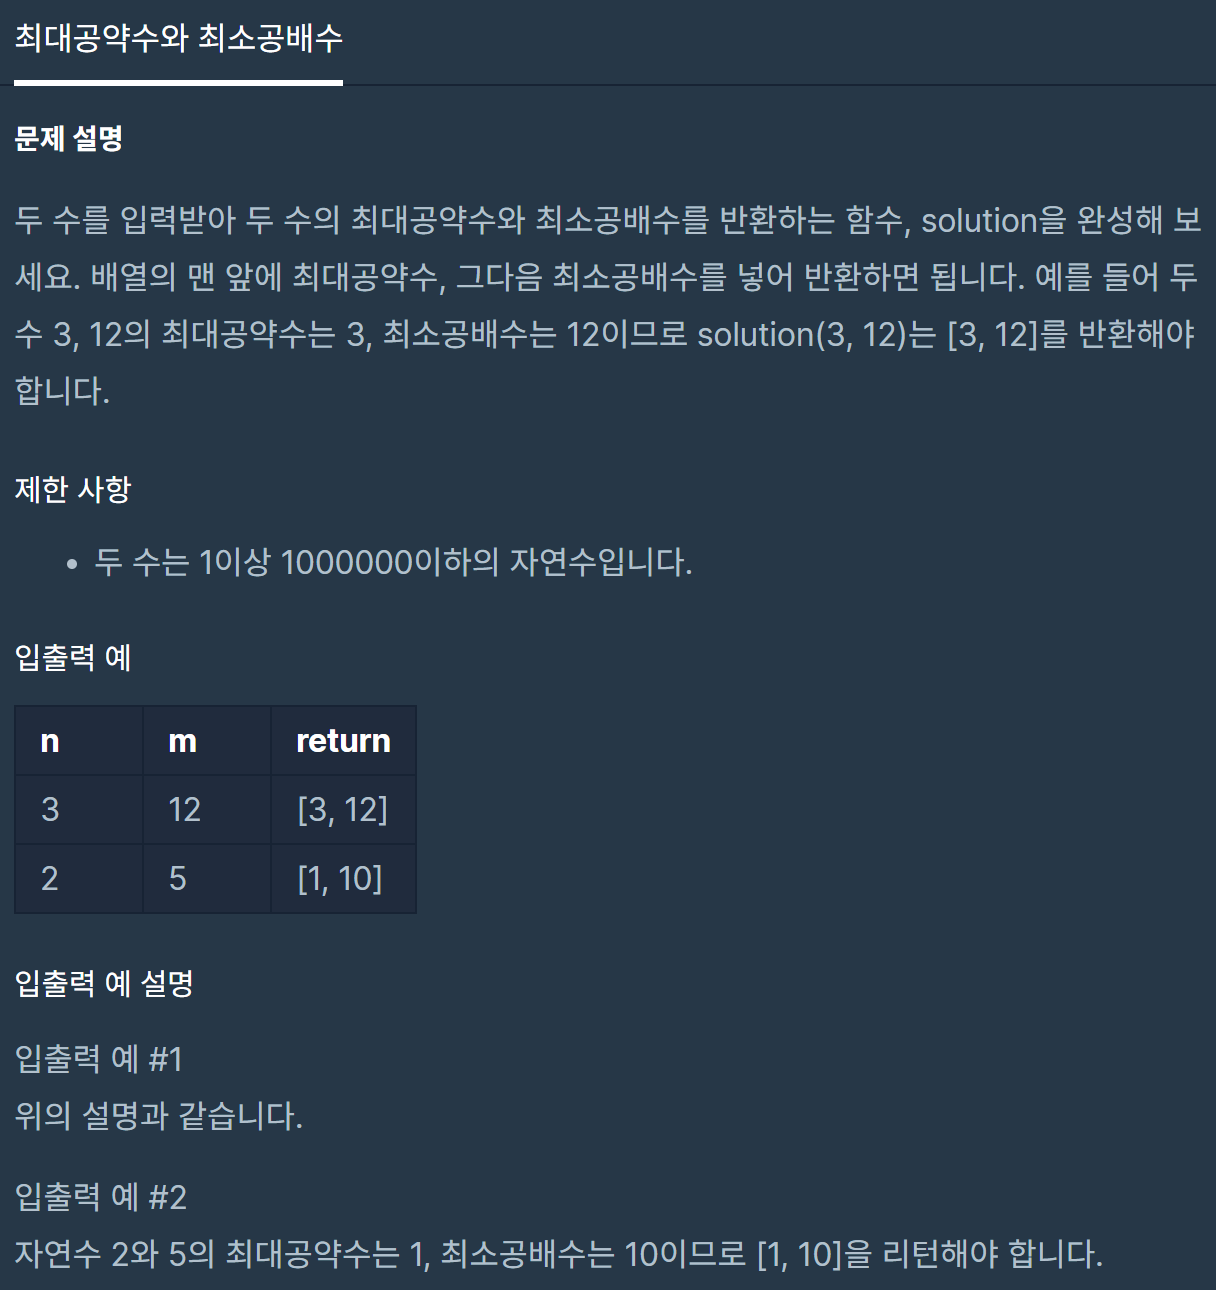 최대공약수와 최소공배수
문제 설명
두 수를 입력받아 두 수의 최대공약수와 최소공배수를 반환하는 함수, solution을 완성해 보
세요. 배열의 맨 앞에 최대공약수, 그다음 최소공배수를 넣어 반환하면 됩니다. 예를 들어 두
수 3, 12의 최대공약수는 3, 최소공배수는 12이므로 solution(3, 12)는 [3, 12]를 반환해야
합니다.
제한 사항
• 두 수는 1이상 1000000이하의 자연수입니다.
입출력 예
n m return
3 12 [3, 12]
2 5 [1, 10]
입출력 예 설명
입출력 예 #1
위의 설명과 같습니다.
입출력 예 #2
자연수 2와 5의 최대공약수는 1, 최소공배수는 10이므로 [1, 10]을 리턴해야 합니다.